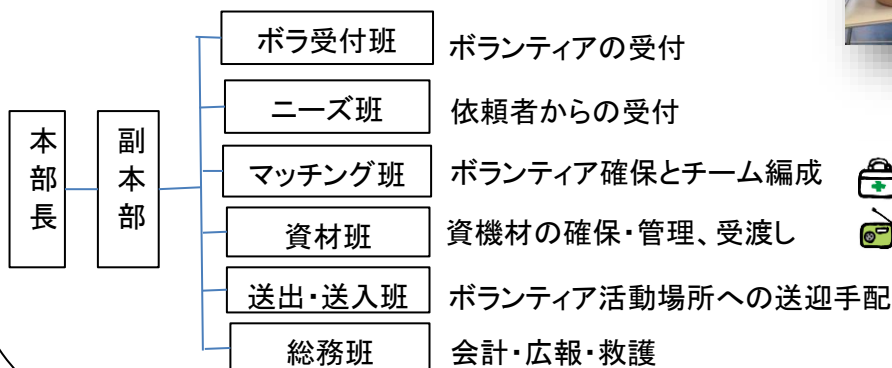 本部長
副本部
ボラ受付班 ボランティアの受付
ニーズ班 依頼者からの受付
マッチング班 ボランティア確保とチーム編成
資材班 資機材の確保・管理、受渡し
送出・送入班 ボランティア活動場所への送迎手配
総務班 会計・広報・救護